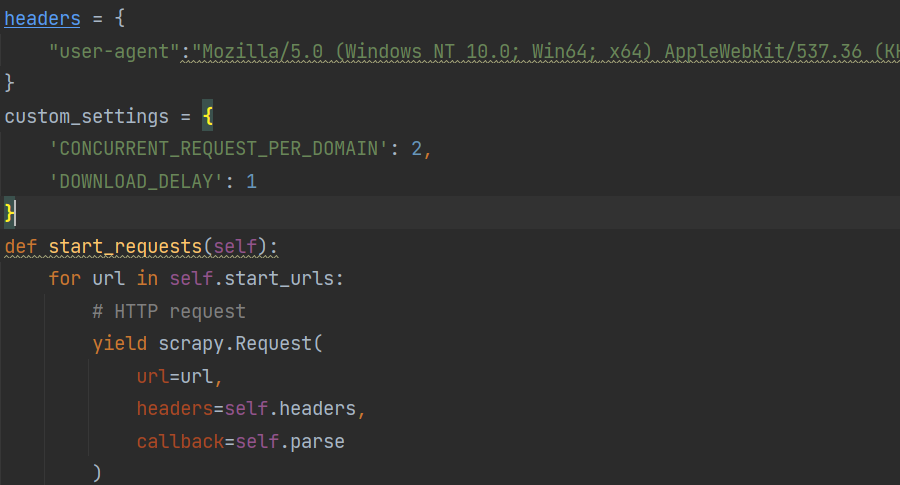 headers = {
    "user-agent":"Mozilla/5.0 (Windows NT 10.0; Win64; x64) AppleWebKit/537.36 (KH
}
custom_settings = {
    'CONCURRENT_REQUEST_PER_DOMAIN': 2,
    'DOWNLOAD_DELAY': 1
}
def start_requests(self):
    for url in self.start_urls:
        # HTTP request
        yield scrapy.Request(
            url=url,
            headers=self.headers,
            callback=self.parse
        )